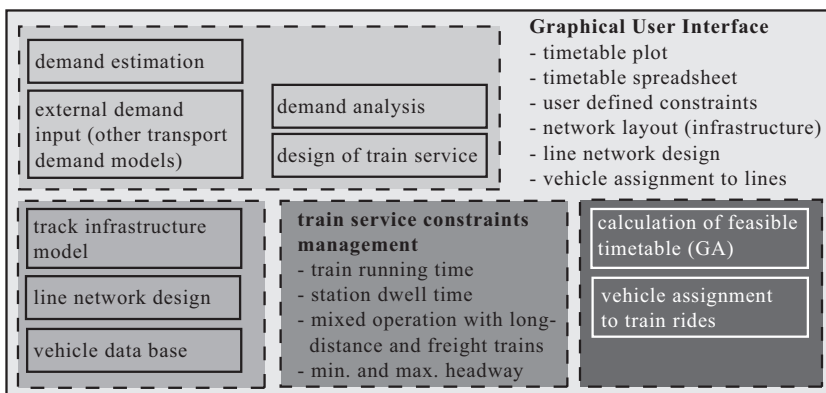 demand estimation
external demand
input (other transport
demand models)
demand analysis
design of train service
Graphical User Interface
- timetable plot
- timetable spreadsheet
- user defined constraints
- network layout (infrastructure)
- line network design
- vehicle assignment to lines
track infrastructure
model
line network design
vehicle data base
train service constraints
management
- train running time
- station dwell time
- mixed operation with long-
distance and freight trains
- min. and max. headway
calculation of feasible
timetable (GA)
vehicle assignment
to train rides